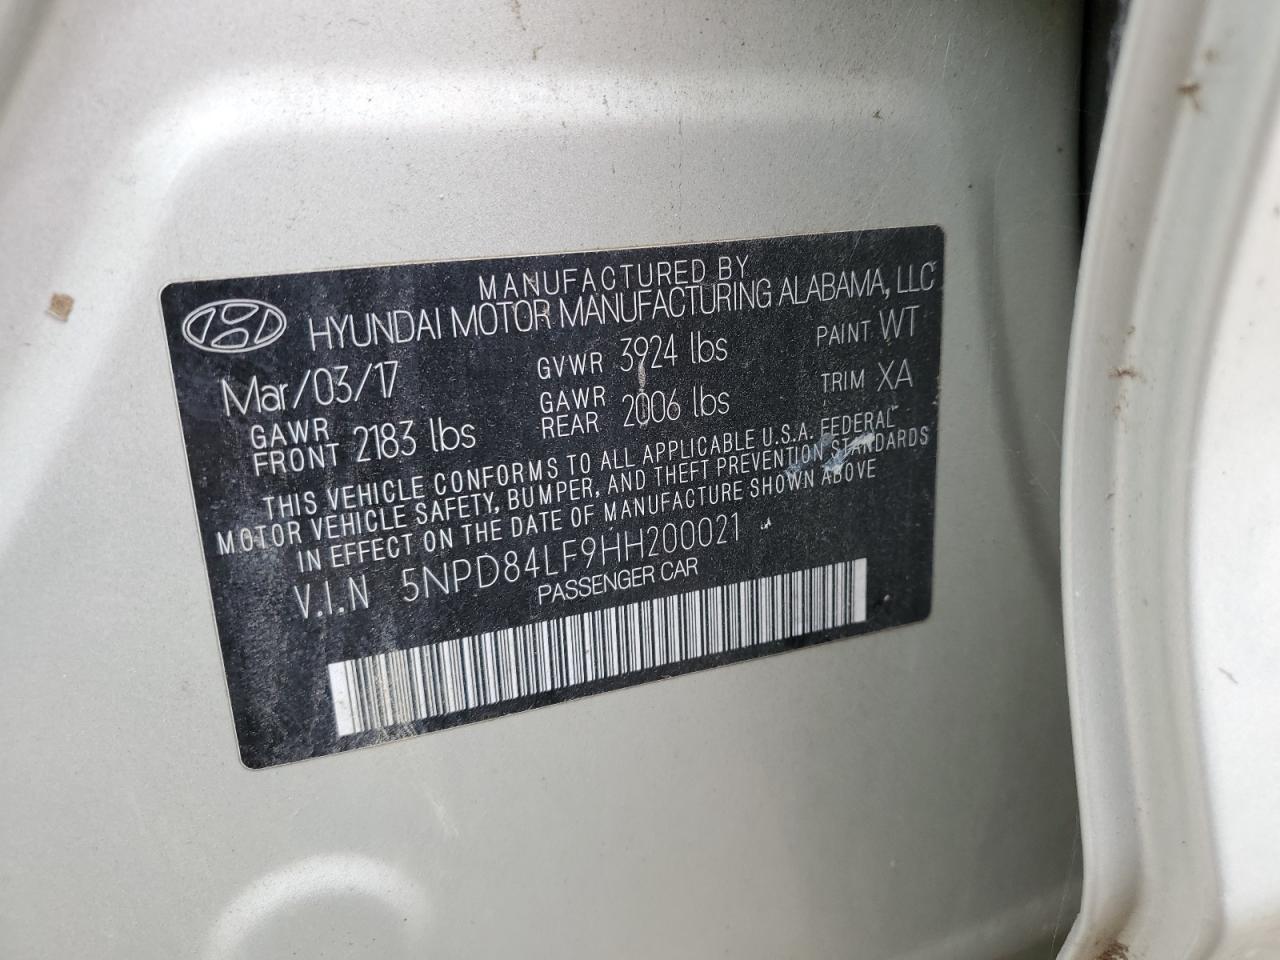 MANUFACTURED BY
HYUNDAI MOTOR MANUFACTURING ALABAMA, LLC
Mar/03/17 GVWR 3924 lbs PAINT WT
GAWR FRONT 2183 lbs GAWR REAR 2006 lbs TRIM XA
THIS VEHICLE CONFORMS TO ALL APPLICABLE U.S.A. FEDERAL
MOTOR VEHICLE SAFETY, BUMPER, AND THEFT PREVENTION STANDARDS
IN EFFECT ON THE DATE OF MANUFACTURE SHOWN ABOVE
V.I.N 5NPD84LF9HH200021
PASSENGER CAR